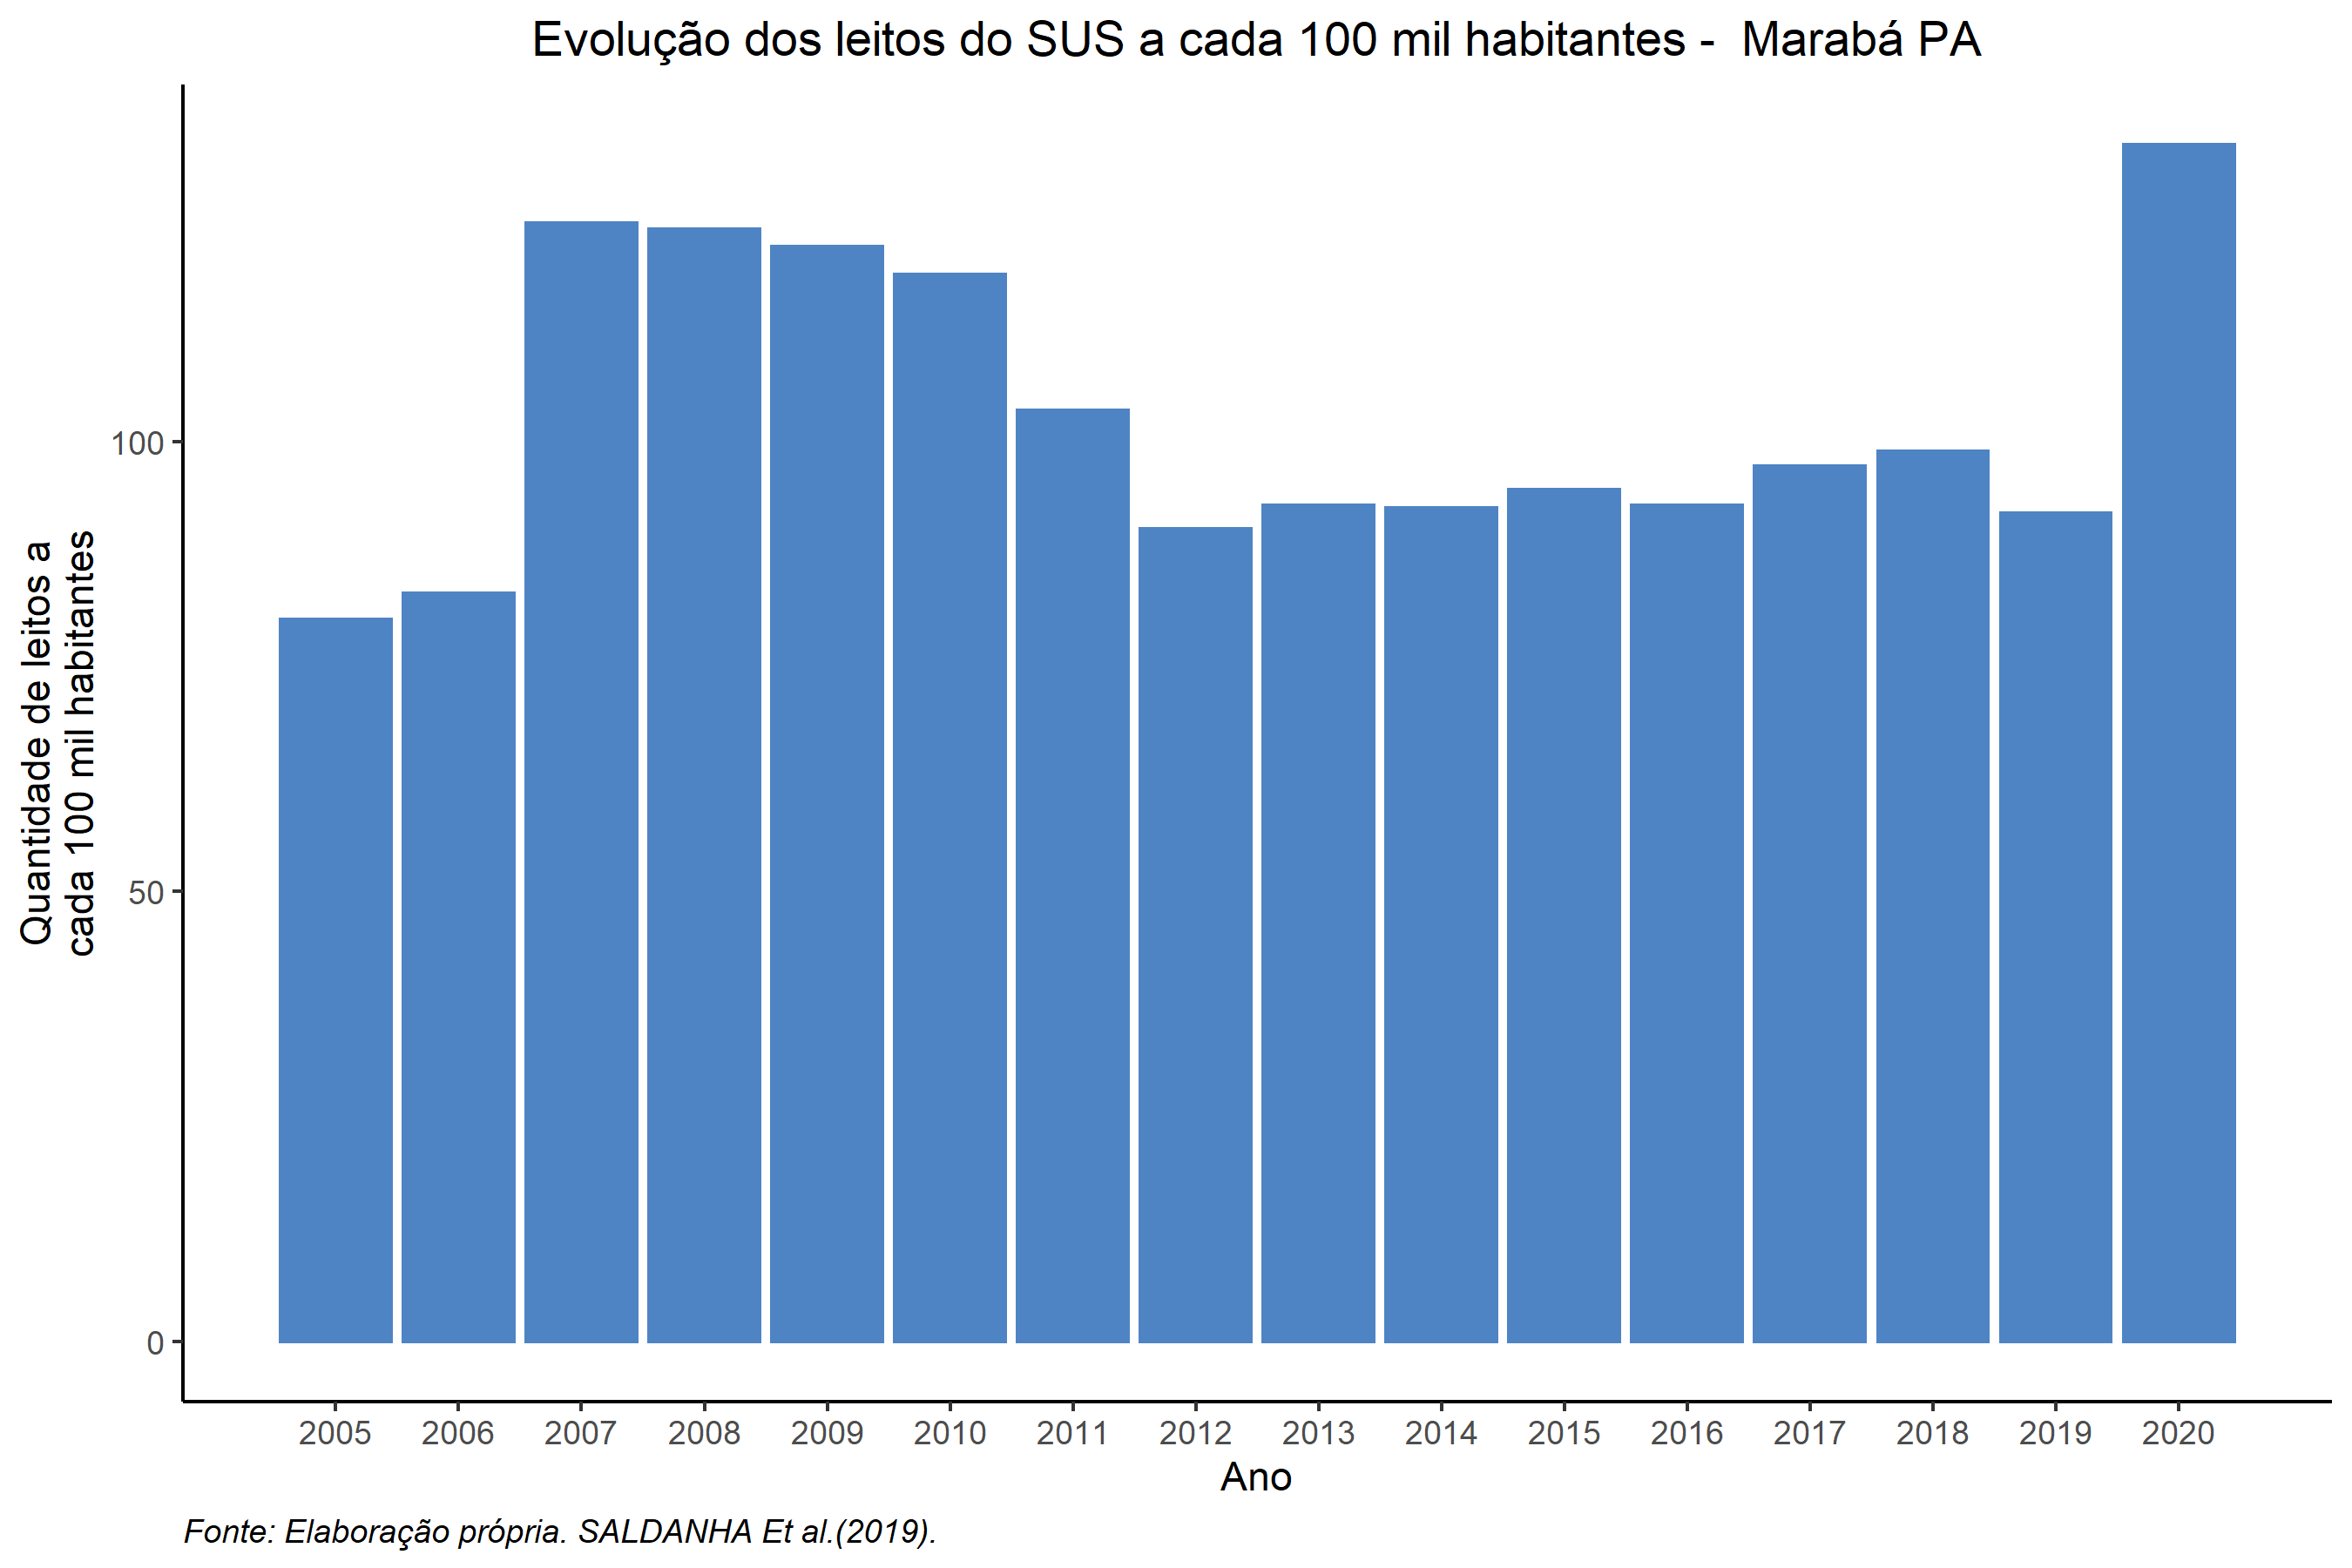 Evolução dos leitos do SUS a cada 100 mil habitantes -  Marabá PA
Quantidade de leitos a
cada 100 mil habitantes
100
50
0
2005 2006 2007 2008 2009 2010 2011 2012 2013 2014 2015 2016 2017 2018 2019 2020
Ano
Fonte: Elaboração própria. SALDANHA Et al.(2019).